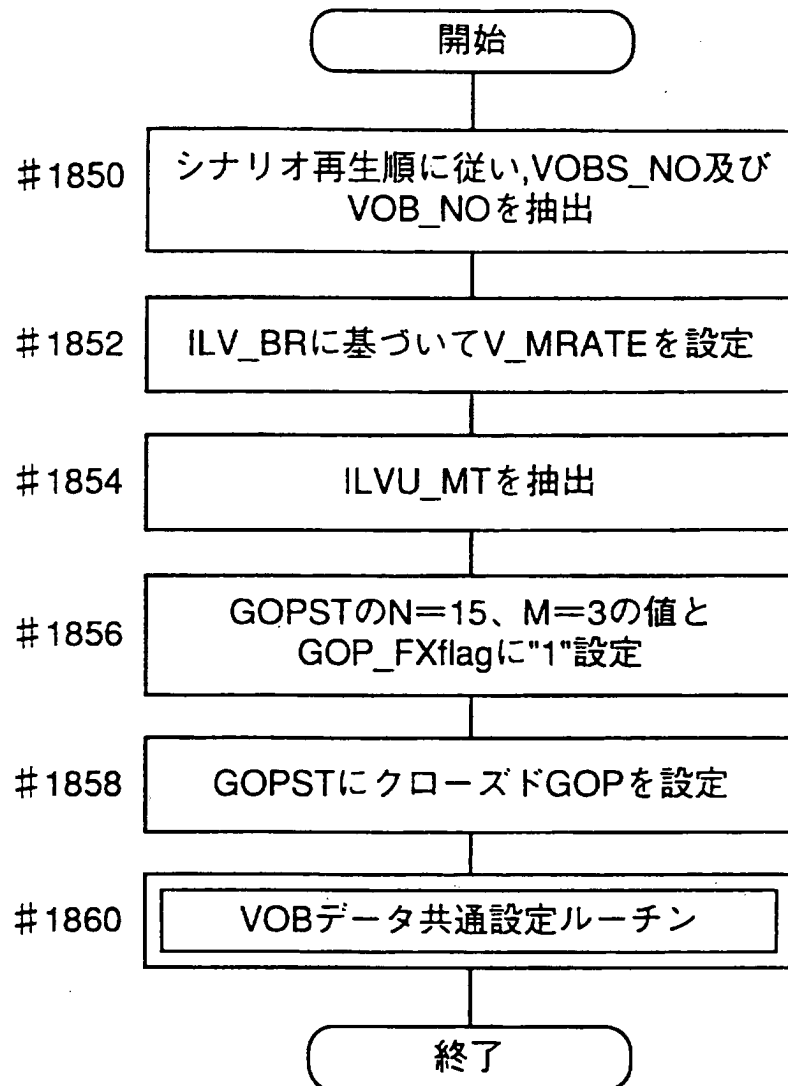 開始
#1850
シナリオ再生順に従い,VOBS_NO及び
VOB_NOを抽出
#1852
ILV_BRに基づいてV_MRATEを設定
#1854
ILVU_MTを抽出
#1856
GOPSTのN=15、M=3の値と
GOP_FXflagに"1"設定
#1858
GOPSTにクローズドGOPを設定
#1860
VOBデータ共通設定ルーチン
終了